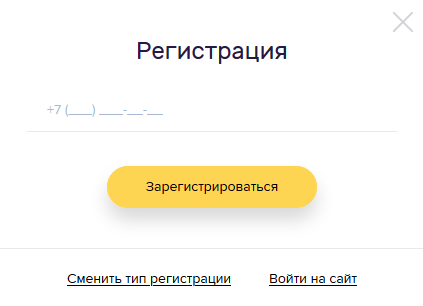 Регистрация
+7 (___) ___-__-__
Зарегистрироваться
Сменить тип регистрации Войти на сайт